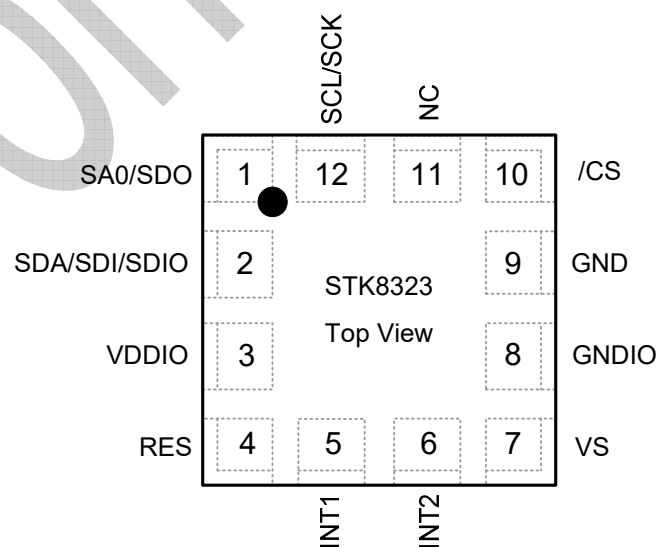 SCL/SCK
NC
SA0/SDO
1
12
11
10
/CS
SDA/SDI/SDIO
2
9
GND
STK8323
Top View
VDDIO
3
8
GNDIO
RES
4
5
6
7
VS
INT1
INT2